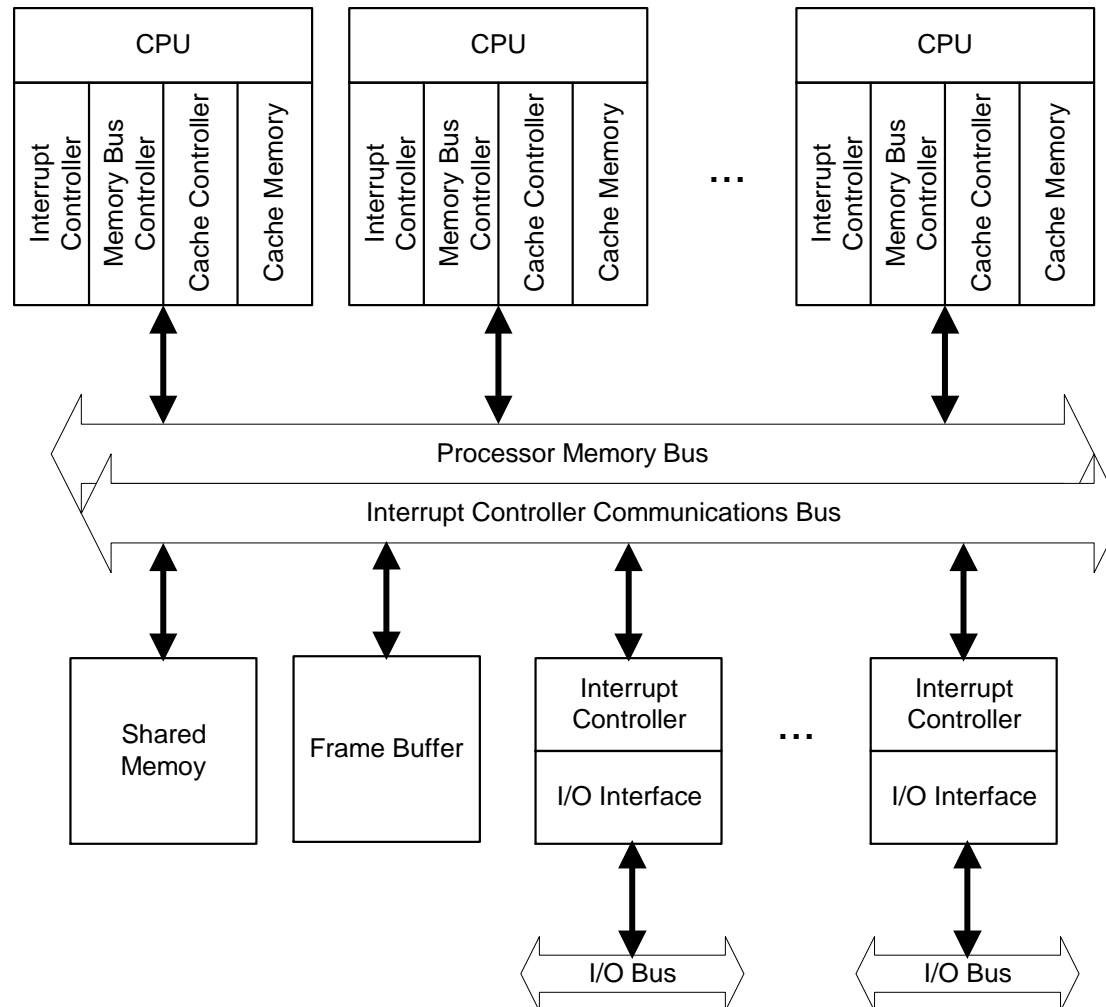 CPU
CPU
CPU
Interrupt
Controller
Memory Bus
Controller
Cache Controller
Cache Memory
Interrupt
Controller
Memory Bus
Controller
Cache Controller
Cache Memory
...
Interrupt
Controller
Memory Bus
Controller
Cache Controller
Cache Memory
Processor Memory Bus
Interrupt Controller Communications Bus
Shared
Memoy
Frame Buffer
Interrupt
Controller
I/O Interface
...
Interrupt
Controller
I/O Interface
I/O Bus
I/O Bus